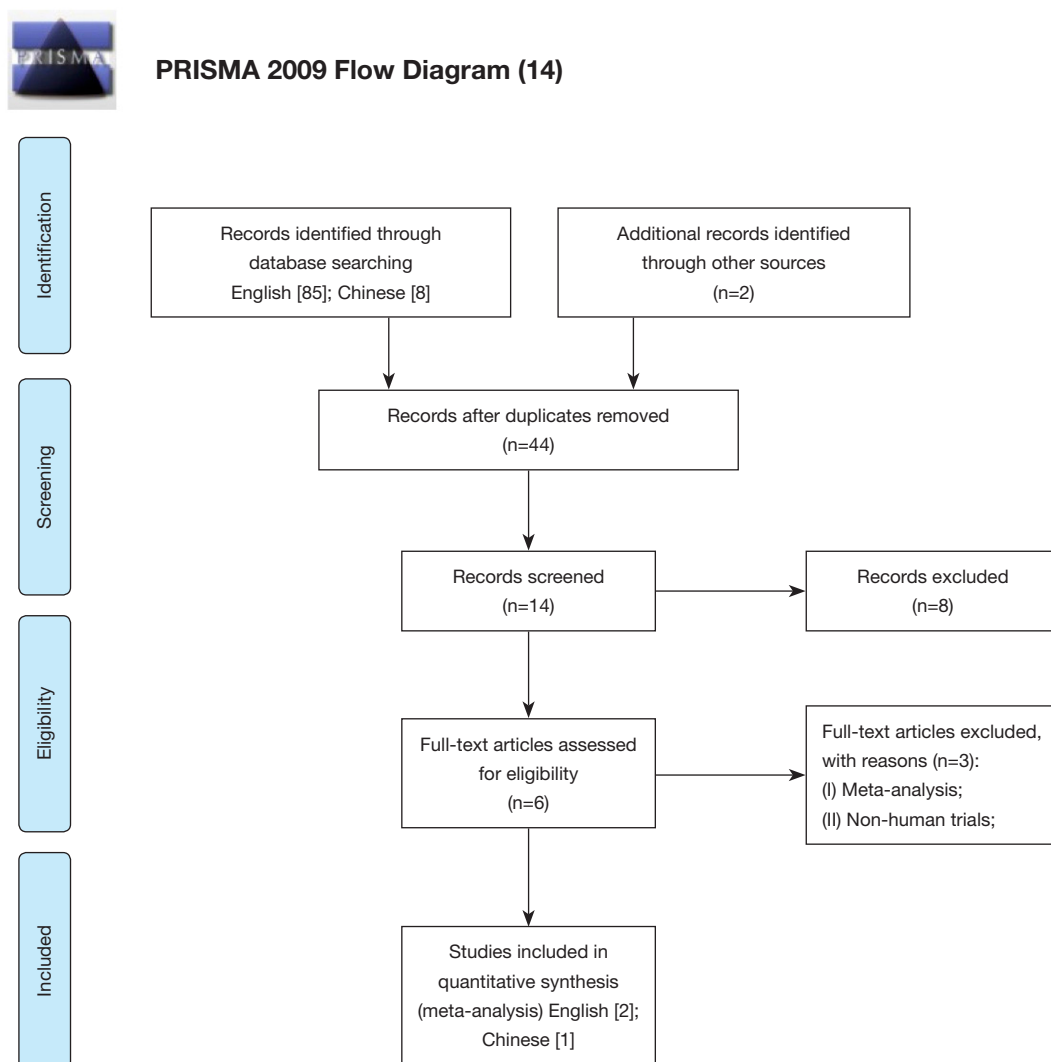 PRISMA
PRISMA 2009 Flow Diagram (14)
Identification
Records identified through
database searching
English [85]; Chinese [8]
Additional records identified
through other sources
(n=2)
Screening
Records after duplicates removed
(n=44)
Records screened
(n=14)
Records excluded
(n=8)
Eligibility
Full-text articles assessed
for eligibility
(n=6)
Full-text articles excluded,
with reasons (n=3):
(I) Meta-analysis;
(II) Non-human trials;
Included
Studies included in
quantitative synthesis
(meta-analysis) English [2];
Chinese [1]